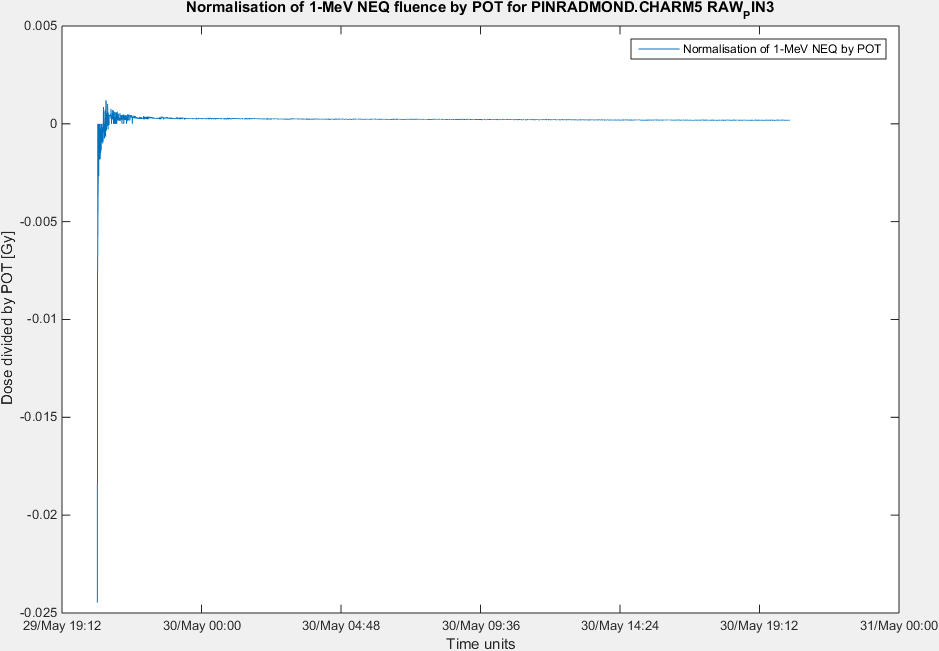 Normalisation of 1-MeV NEQ fluence by POT for PINRADMOND.CHARM5 RAWpIN3
Normalisation of 1-MeV NEQ by POT
0.005
0
-0.005
-0.01
-0.015
-0.02
-0.025
Dose divided by POT [Gy]
29/May 19:12 30/May 00:00 30/May 04:48 30/May 09:36 30/May 14:24 30/May 19:12 31/May 00:00
Time units